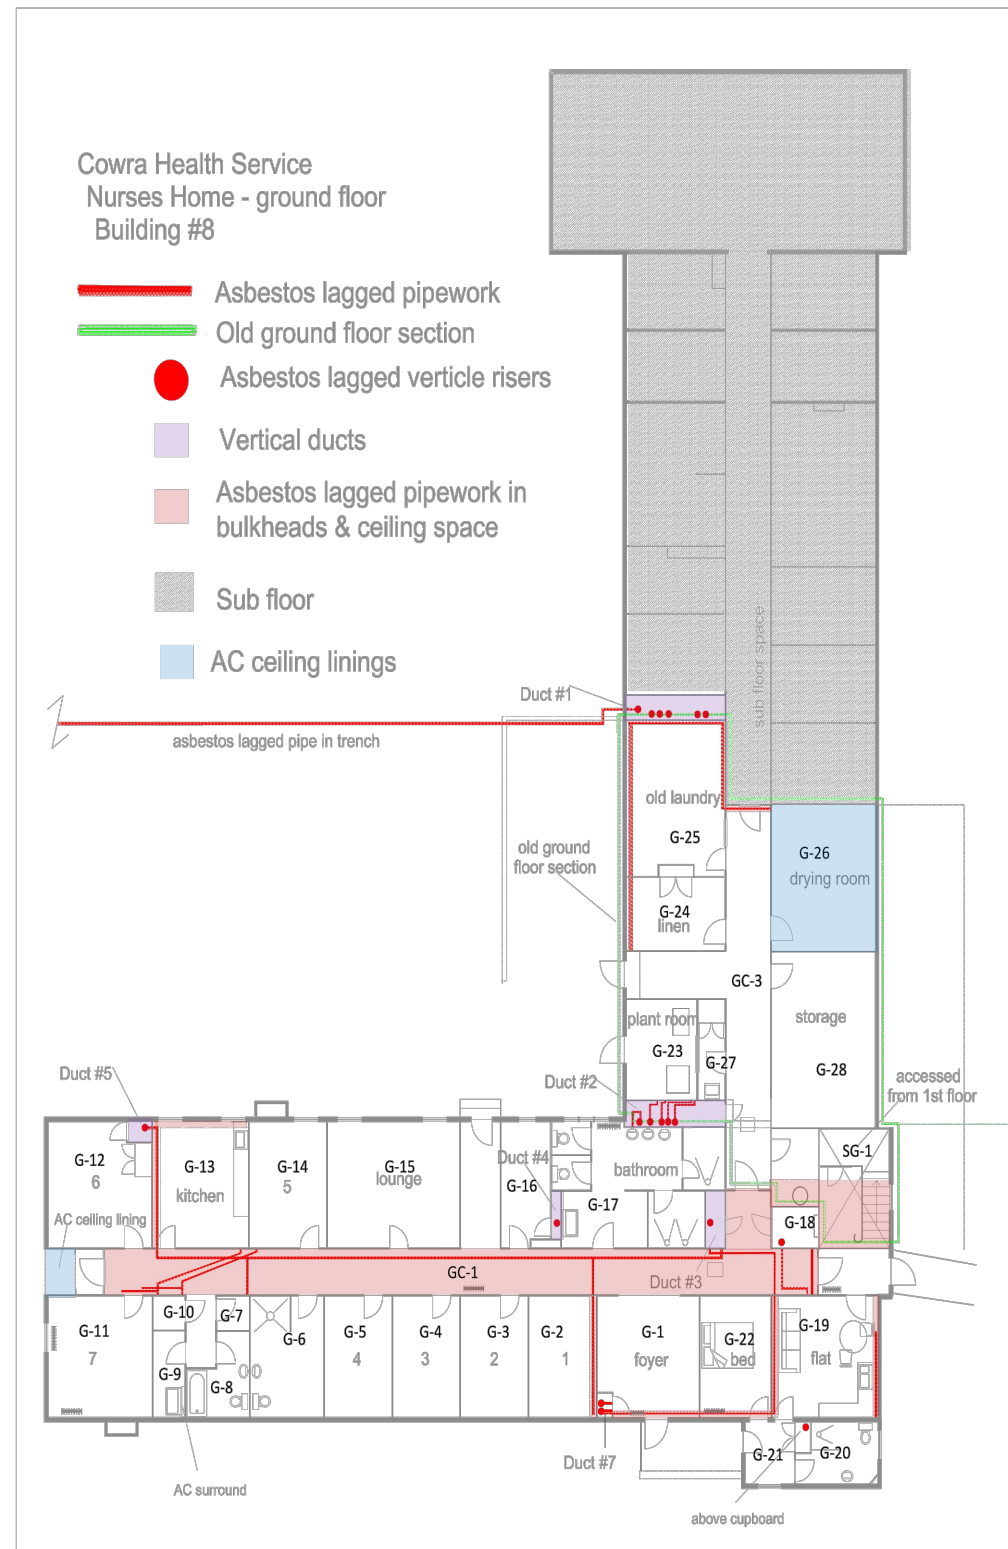 Cowra Health Service
Nurses Home - ground floor
Building #8
Asbestos lagged pipework
Old ground floor section
Asbestos lagged verticle risers
Vertical ducts
Asbestos lagged pipework in
bulkheads & ceiling space
Sub floor
AC ceiling linings
sub floor space
Duct #1
asbestos lagged pipe in trench
old laundry
G-25
old ground
floor section
G-26
drying room
G-24
linen
GC-3
plant room
storage
G-23
G-27
G-28
Duct #5
Duct #2
accessed
from 1st floor
G-12
6
G-13
kitchen
G-14
5
G-15
lounge
Duct #4
G-16
bathroom
G-17
SG-1
G-18
AC ceiling lining
GC-1
Duct #3
G-11
7
G-10
G-7
G-9
G-8
G-6
G-5
4
G-4
3
G-3
2
G-2
1
G-1
foyer
G-22
bed
G-19
flat
Duct #7
G-21
G-20
AC surround
above cupboard